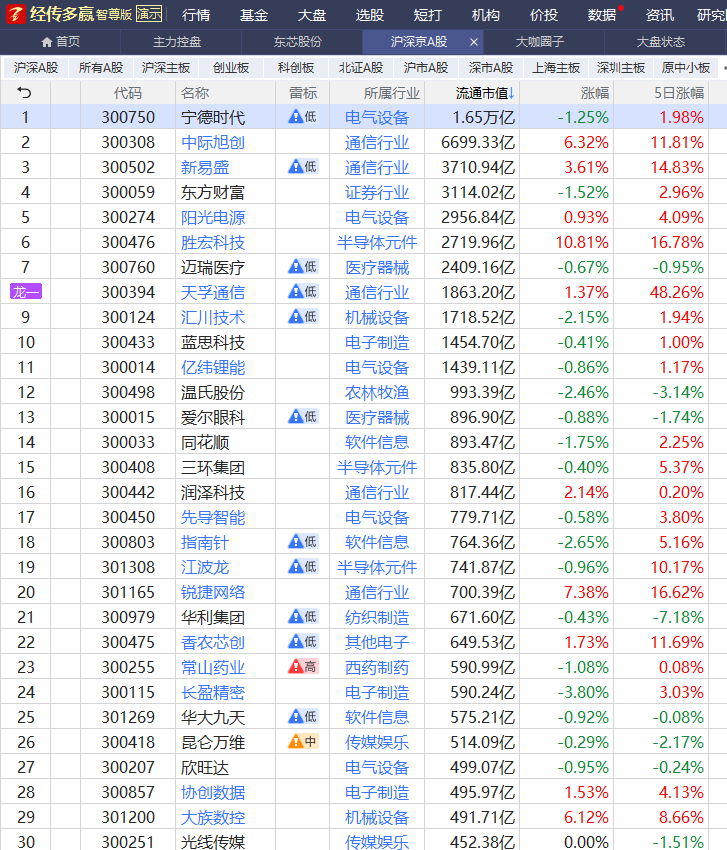 经传多赢 智尊版 演示 行情 基金 大盘 选股 短打 机构 价投 数据 资讯 研究
首页 主力控盘 东芯股份 沪深京A股 × 大咖圈子 大盘状态
沪深A股 所有A股 沪深主板 创业板 科创板 北证A股 沪市A股 深市A股 上海主板 深圳主板 原中小板
代码 名称 雷标 所属行业 流通市值↓ 涨幅 5日涨幅
1 300750 宁德时代 低 电气设备 1.65万亿 -1.25% 1.98%
2 300308 中际旭创 通信行业 6699.33亿 6.32% 11.81%
3 300502 新易盛 低 通信行业 3710.94亿 3.61% 14.83%
4 300059 东方财富 证券行业 3114.02亿 -1.52% 2.96%
5 300274 阳光电源 电气设备 2956.84亿 0.93% 4.09%
6 300476 胜宏科技 半导体元件 2719.96亿 10.81% 16.78%
7 300760 迈瑞医疗 低 医疗器械 2409.16亿 -0.67% -0.95%
龙一 300394 天孚通信 低 通信行业 1863.20亿 1.37% 48.26%
9 300124 汇川技术 低 机械设备 1718.52亿 -2.15% 1.94%
10 300433 蓝思科技 电子制造 1454.70亿 -0.41% 1.00%
11 300014 亿纬锂能 电气设备 1439.11亿 -0.86% 1.17%
12 300498 温氏股份 农林牧渔 993.39亿 -2.46% -3.14%
13 300015 爱尔眼科 低 医疗器械 896.90亿 -0.88% -1.74%
14 300033 同花顺 软件信息 893.47亿 -1.75% 2.25%
15 300408 三环集团 半导体元件 835.80亿 -0.40% 5.37%
16 300442 润泽科技 通信行业 817.44亿 2.14% 0.20%
17 300450 先导智能 电气设备 779.71亿 -0.58% 3.80%
18 300803 指南针 低 软件信息 764.36亿 -2.65% 5.16%
19 301308 江波龙 低 半导体元件 741.87亿 -0.96% 10.17%
20 301165 锐捷网络 通信行业 700.39亿 7.38% 16.62%
21 300979 华利集团 低 纺织制造 671.60亿 -0.43% -7.18%
22 300475 香农芯创 低 其他电子 649.53亿 1.73% 11.69%
23 300255 常山药业 高 西药制药 590.99亿 -1.08% 0.08%
24 300115 长盈精密 电子制造 590.24亿 -3.80% 3.03%
25 301269 华大九天 低 软件信息 575.21亿 -0.92% -0.08%
26 300418 昆仑万维 中 传媒娱乐 514.09亿 -0.29% -2.17%
27 300207 欣旺达 电气设备 499.07亿 -0.95% -0.24%
28 300857 协创数据 电子制造 495.97亿 1.53% 4.13%
29 301200 大族数控 机械设备 491.71亿 6.12% 8.66%
30 300251 光线传媒 传媒娱乐 452.38亿 0.00% -1.51%